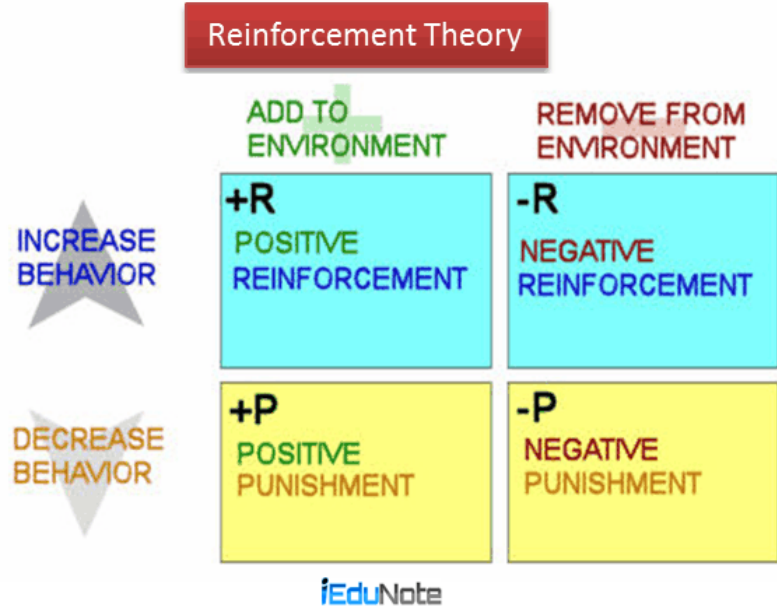 Reinforcement Theory
ADD TO
ENVIRONMENT
REMOVE FROM
ENVIRONMENT
INCREASE
BEHAVIOR
+R
POSITIVE
REINFORCEMENT
-R
NEGATIVE
REINFORCEMENT
DECREASE
BEHAVIOR
+P
POSITIVE
PUNISHMENT
-P
NEGATIVE
PUNISHMENT
iEduNote